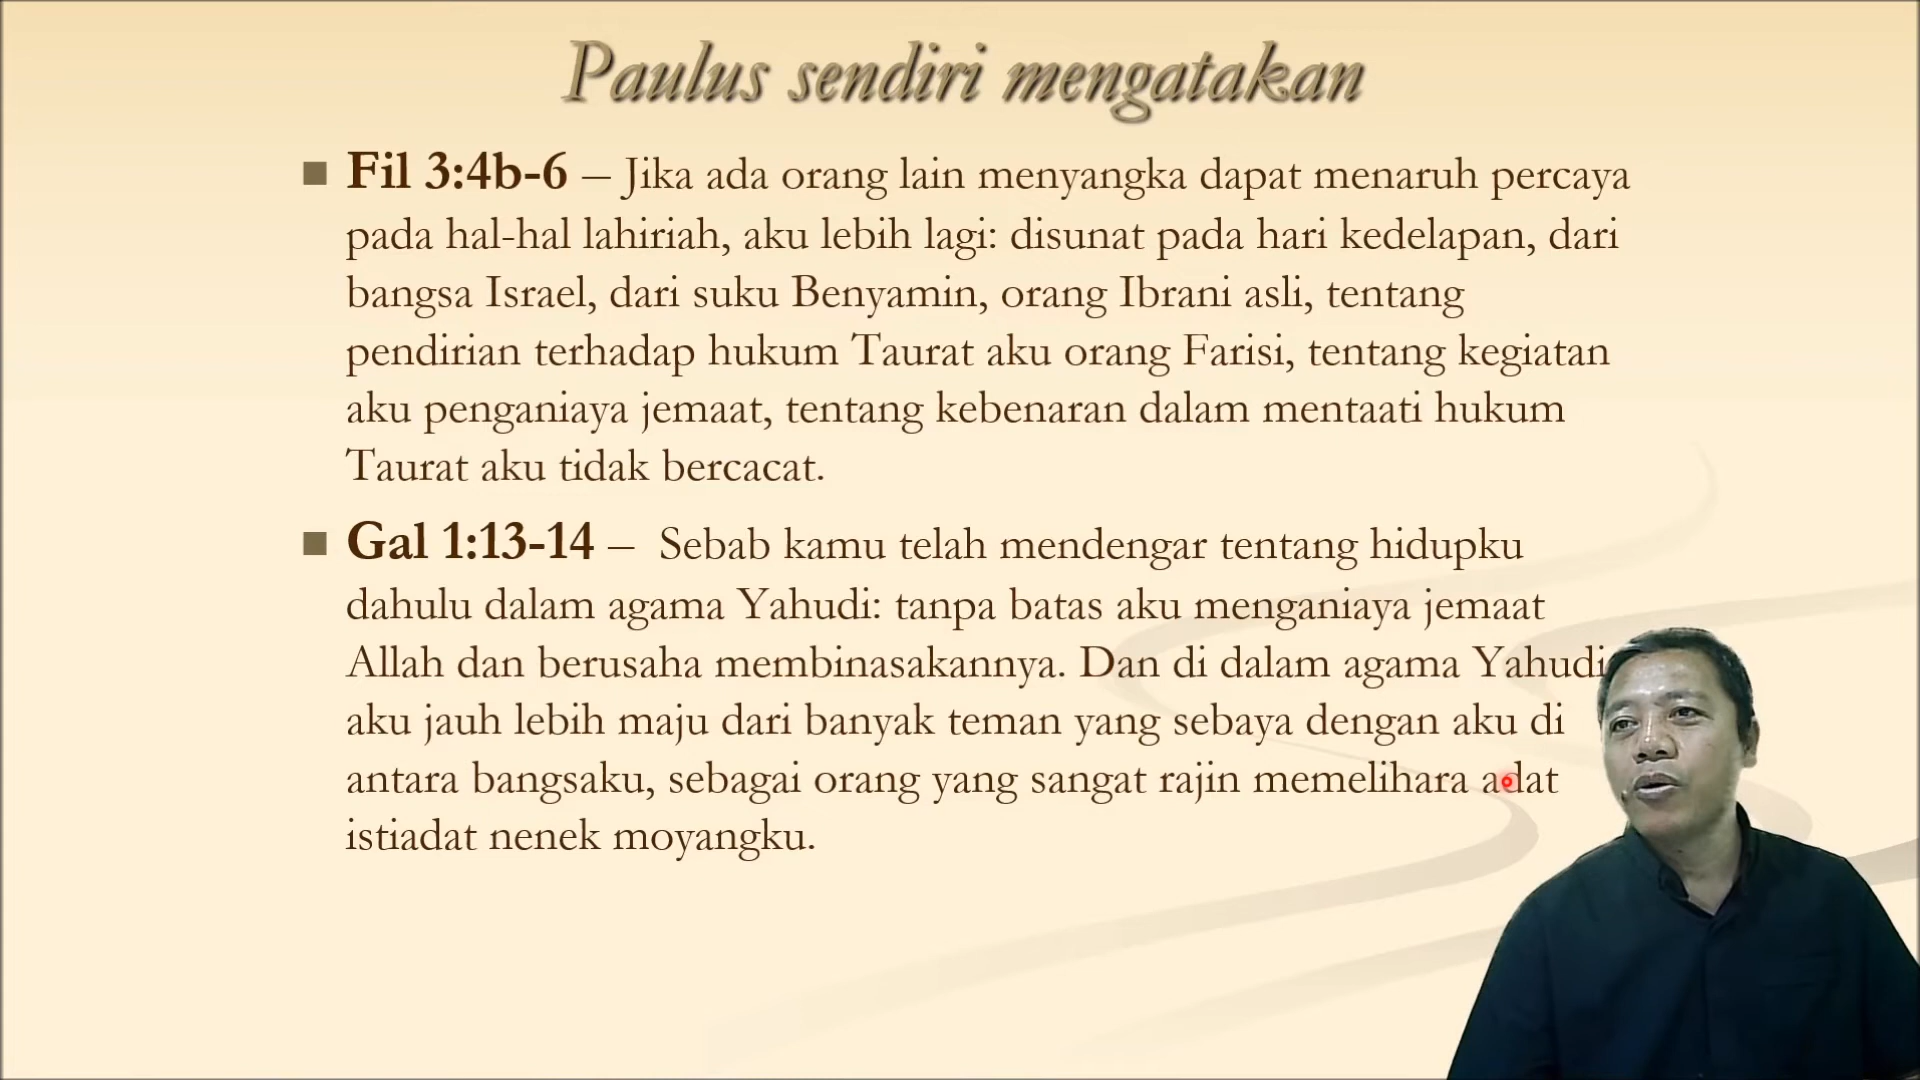 Paulus sendiri mengatakan
Fil 3:4b-6 – Jika ada orang lain menyangka dapat menaruh percaya
pada hal-hal lahiriah, aku lebih lagi: disunat pada hari kedelapan, dari
bangsa Israel, dari suku Benyamin, orang Ibrani asli, tentang
pendirian terhadap hukum Taurat aku orang Farisi, tentang kegiatan
aku penganiaya jemaat, tentang kebenaran dalam mentaati hukum
Taurat aku tidak bercacat.
Gal 1:13-14 – Sebab kamu telah mendengar tentang hidupku
dahulu dalam agama Yahudi: tanpa batas aku menganiaya jemaat
Allah dan berusaha membinasakannya. Dan di dalam agama Yahudi
aku jauh lebih maju dari banyak teman yang sebaya dengan aku di
antara bangsaku, sebagai orang yang sangat rajin memelihara adat
istiadat nenek moyangku.